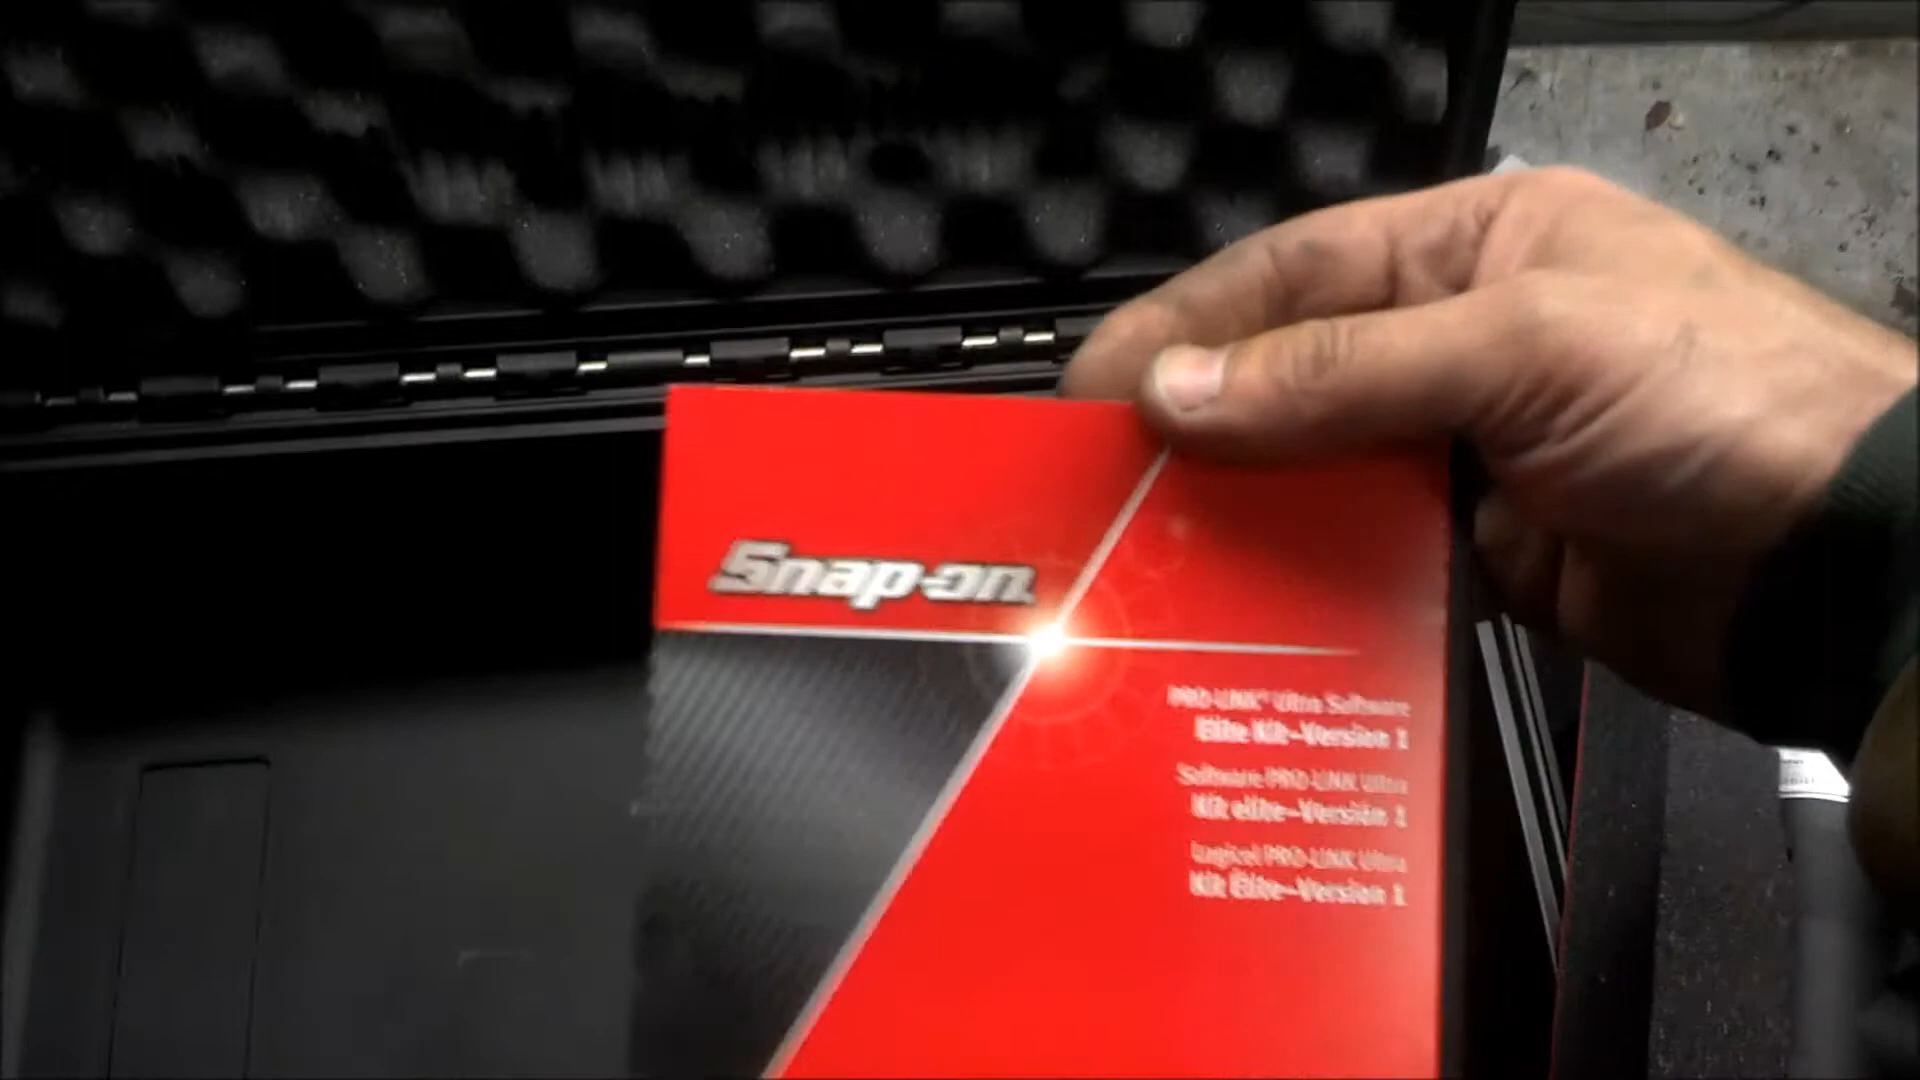 Snap-on
PRO-LINK® Ultra Software
Elite Kit–Version 1
Software PRO-LINK Ultra
Kit elite–Versión 1
Logiciel PRO-LINK Ultra
Kit Élite–Version 1